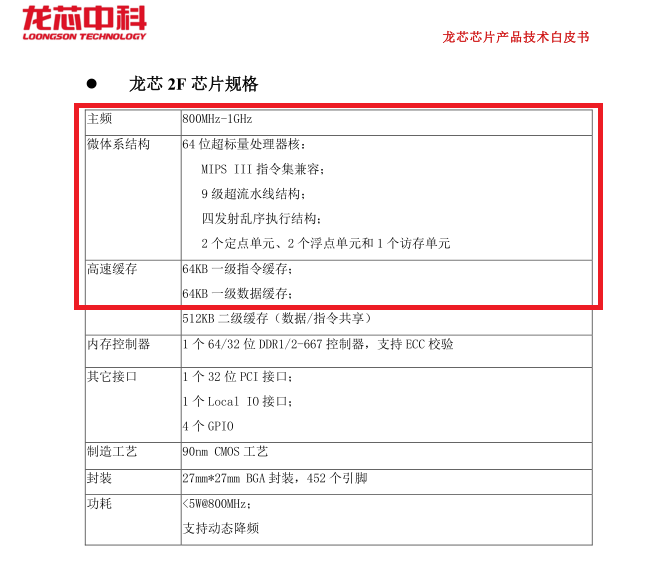 龙芯中科
LOONGSON TECHNOLOGY
龙芯芯片产品技术白皮书
● 龙芯 2F 芯片规格
主频 800MHz-1GHz
微体系结构 64 位超标量处理器核：
MIPS III 指令集兼容；
9 级超流水线结构；
四发射乱序执行结构；
2 个定点单元、2 个浮点单元和 1 个访存单元
高速缓存 64KB 一级指令缓存；
64KB 一级数据缓存；
512KB 二级缓存（数据/指令共享）
内存控制器 1 个 64/32 位 DDR1/2-667 控制器，支持 ECC 校验
其它接口 1 个 32 位 PCI 接口；
1 个 Local IO 接口；
4 个 GPIO
制造工艺 90nm CMOS 工艺
封装 27mm*27mm BGA 封装，452 个引脚
功耗 <5W@800MHz；
支持动态降频